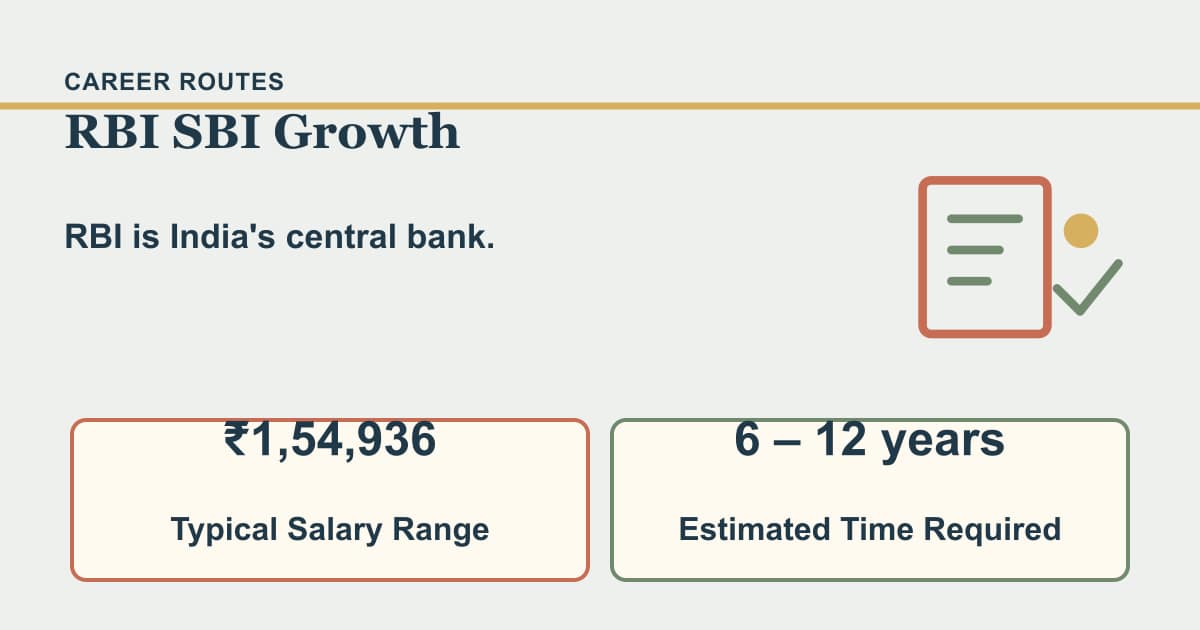 CAREER ROUTES
RBI SBI Growth
RBI is India's central bank.
₹1,54,936
Typical Salary Range
6 – 12 years
Estimated Time Required